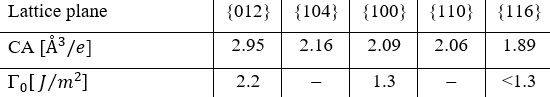 Lattice plane {012} {104} {100} {110} {116}
CA [Å³/e] 2.95 2.16 2.09 2.06 1.89
Γ₀[J/m²] 2.2 – 1.3 – <1.3